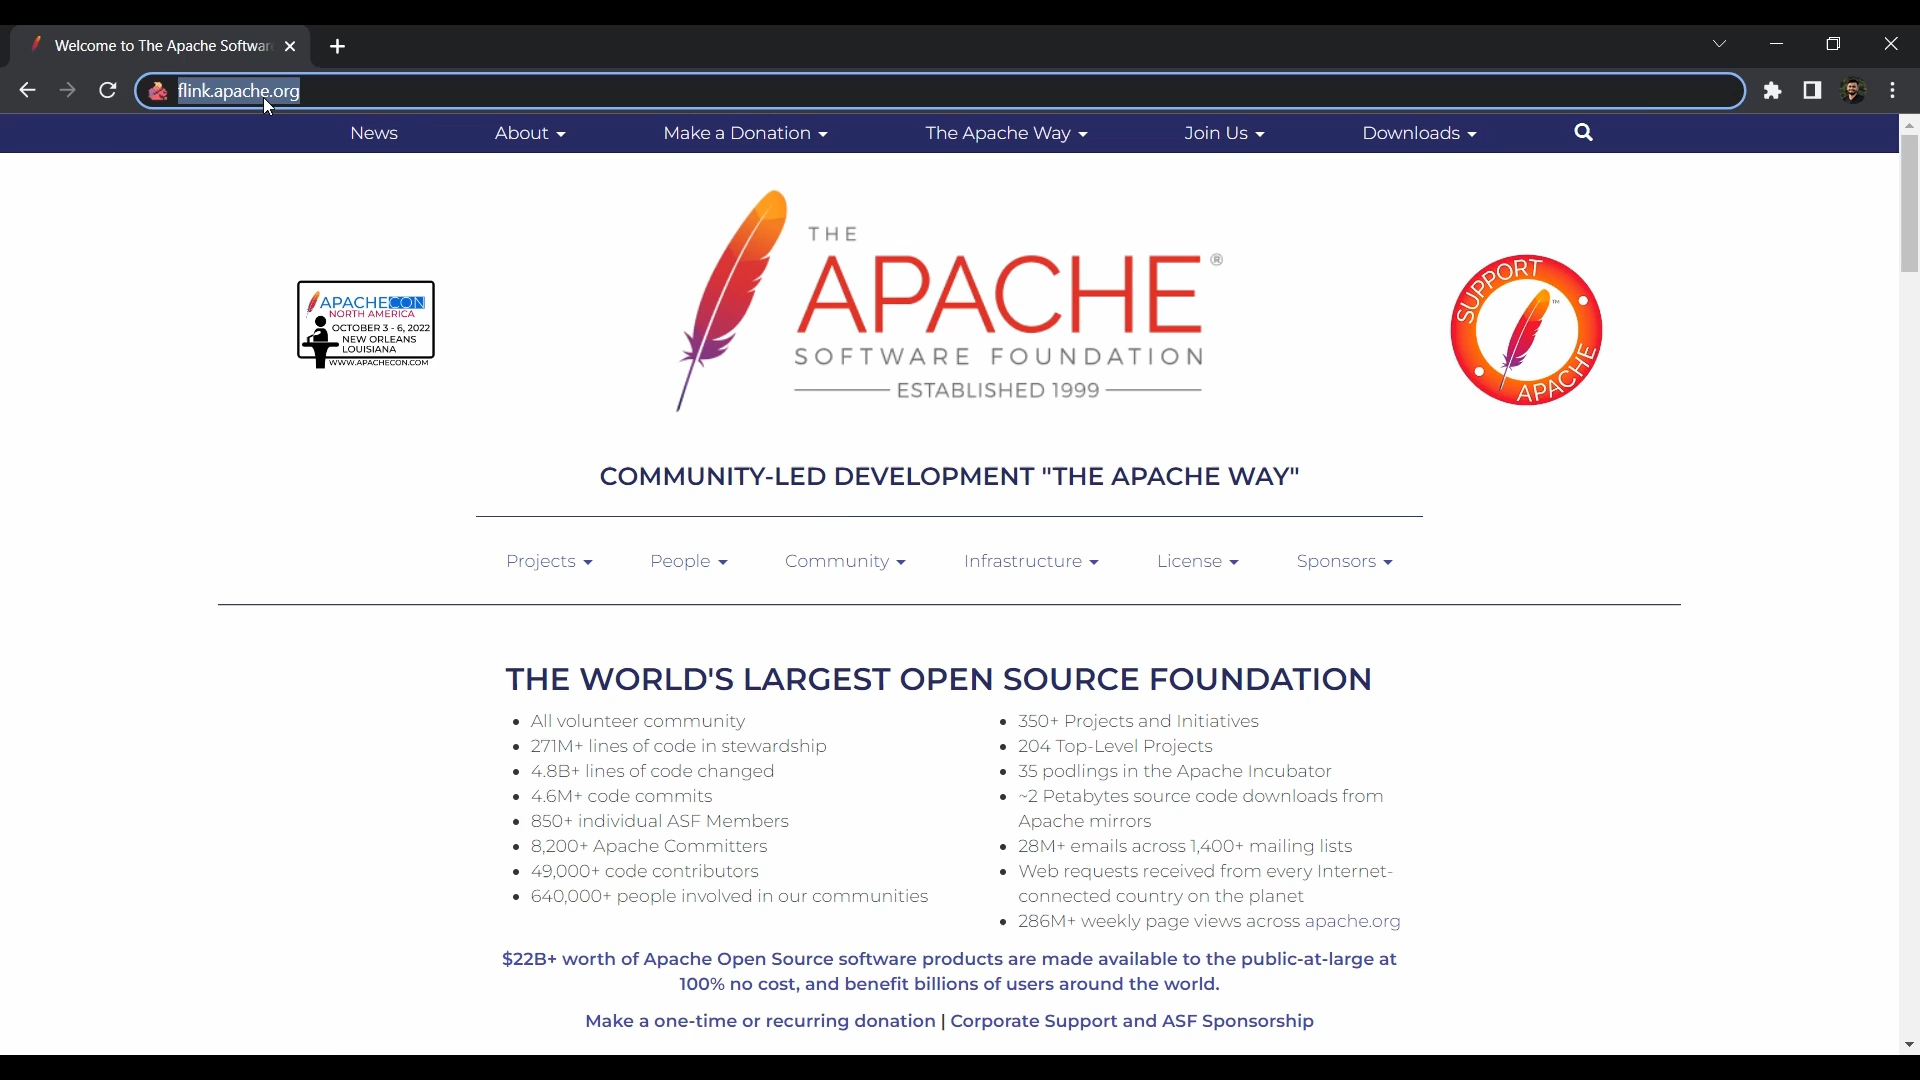 Welcome to The Apache Softwar
flink.apache.org
News About Make a Donation The Apache Way Join Us Downloads
APACHECON
NORTH AMERICA
OCTOBER 3 - 6, 2022
NEW ORLEANS
LOUISIANA
WWW.APACHECON.COM
THE
APACHE®
SOFTWARE FOUNDATION
ESTABLISHED 1999
SUPPORT
TM
APACHE
COMMUNITY-LED DEVELOPMENT "THE APACHE WAY"
Projects People Community Infrastructure License Sponsors
THE WORLD'S LARGEST OPEN SOURCE FOUNDATION
• All volunteer community
• 271M+ lines of code in stewardship
• 4.8B+ lines of code changed
• 4.6M+ code commits
• 850+ individual ASF Members
• 8,200+ Apache Committers
• 49,000+ code contributors
• 640,000+ people involved in our communities
• 350+ Projects and Initiatives
• 204 Top-Level Projects
• 35 podlings in the Apache Incubator
• ~2 Petabytes source code downloads from
Apache mirrors
• 28M+ emails across 1,400+ mailing lists
• Web requests received from every Internet-
connected country on the planet
• 286M+ weekly page views across apache.org
$22B+ worth of Apache Open Source software products are made available to the public-at-large at
100% no cost, and benefit billions of users around the world.
Make a one-time or recurring donation | Corporate Support and ASF Sponsorship